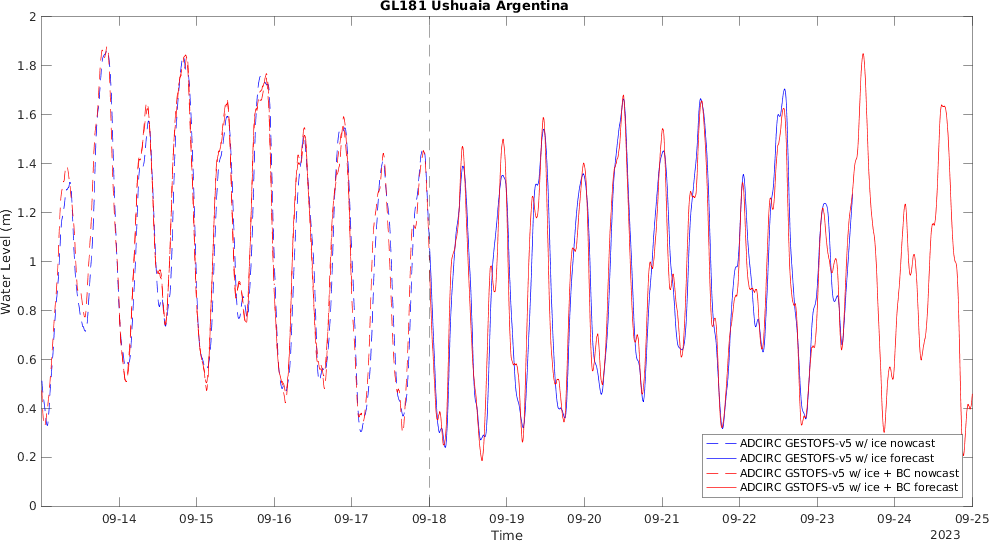 GL181 Ushuaia Argentina
2
1.8
1.6
1.4
1.2
1
0.8
0.6
0.4
0.2
0
Water Level (m)
09-14 09-15 09-16 09-17 09-18 09-19 09-20 09-21 09-22 09-23 09-24 09-25
Time
2023
ADCIRC GESTOFS-v5 w/ ice nowcast
ADCIRC GESTOFS-v5 w/ ice forecast
ADCIRC GSTOFS-v5 w/ ice + BC nowcast
ADCIRC GSTOFS-v5 w/ ice + BC forecast